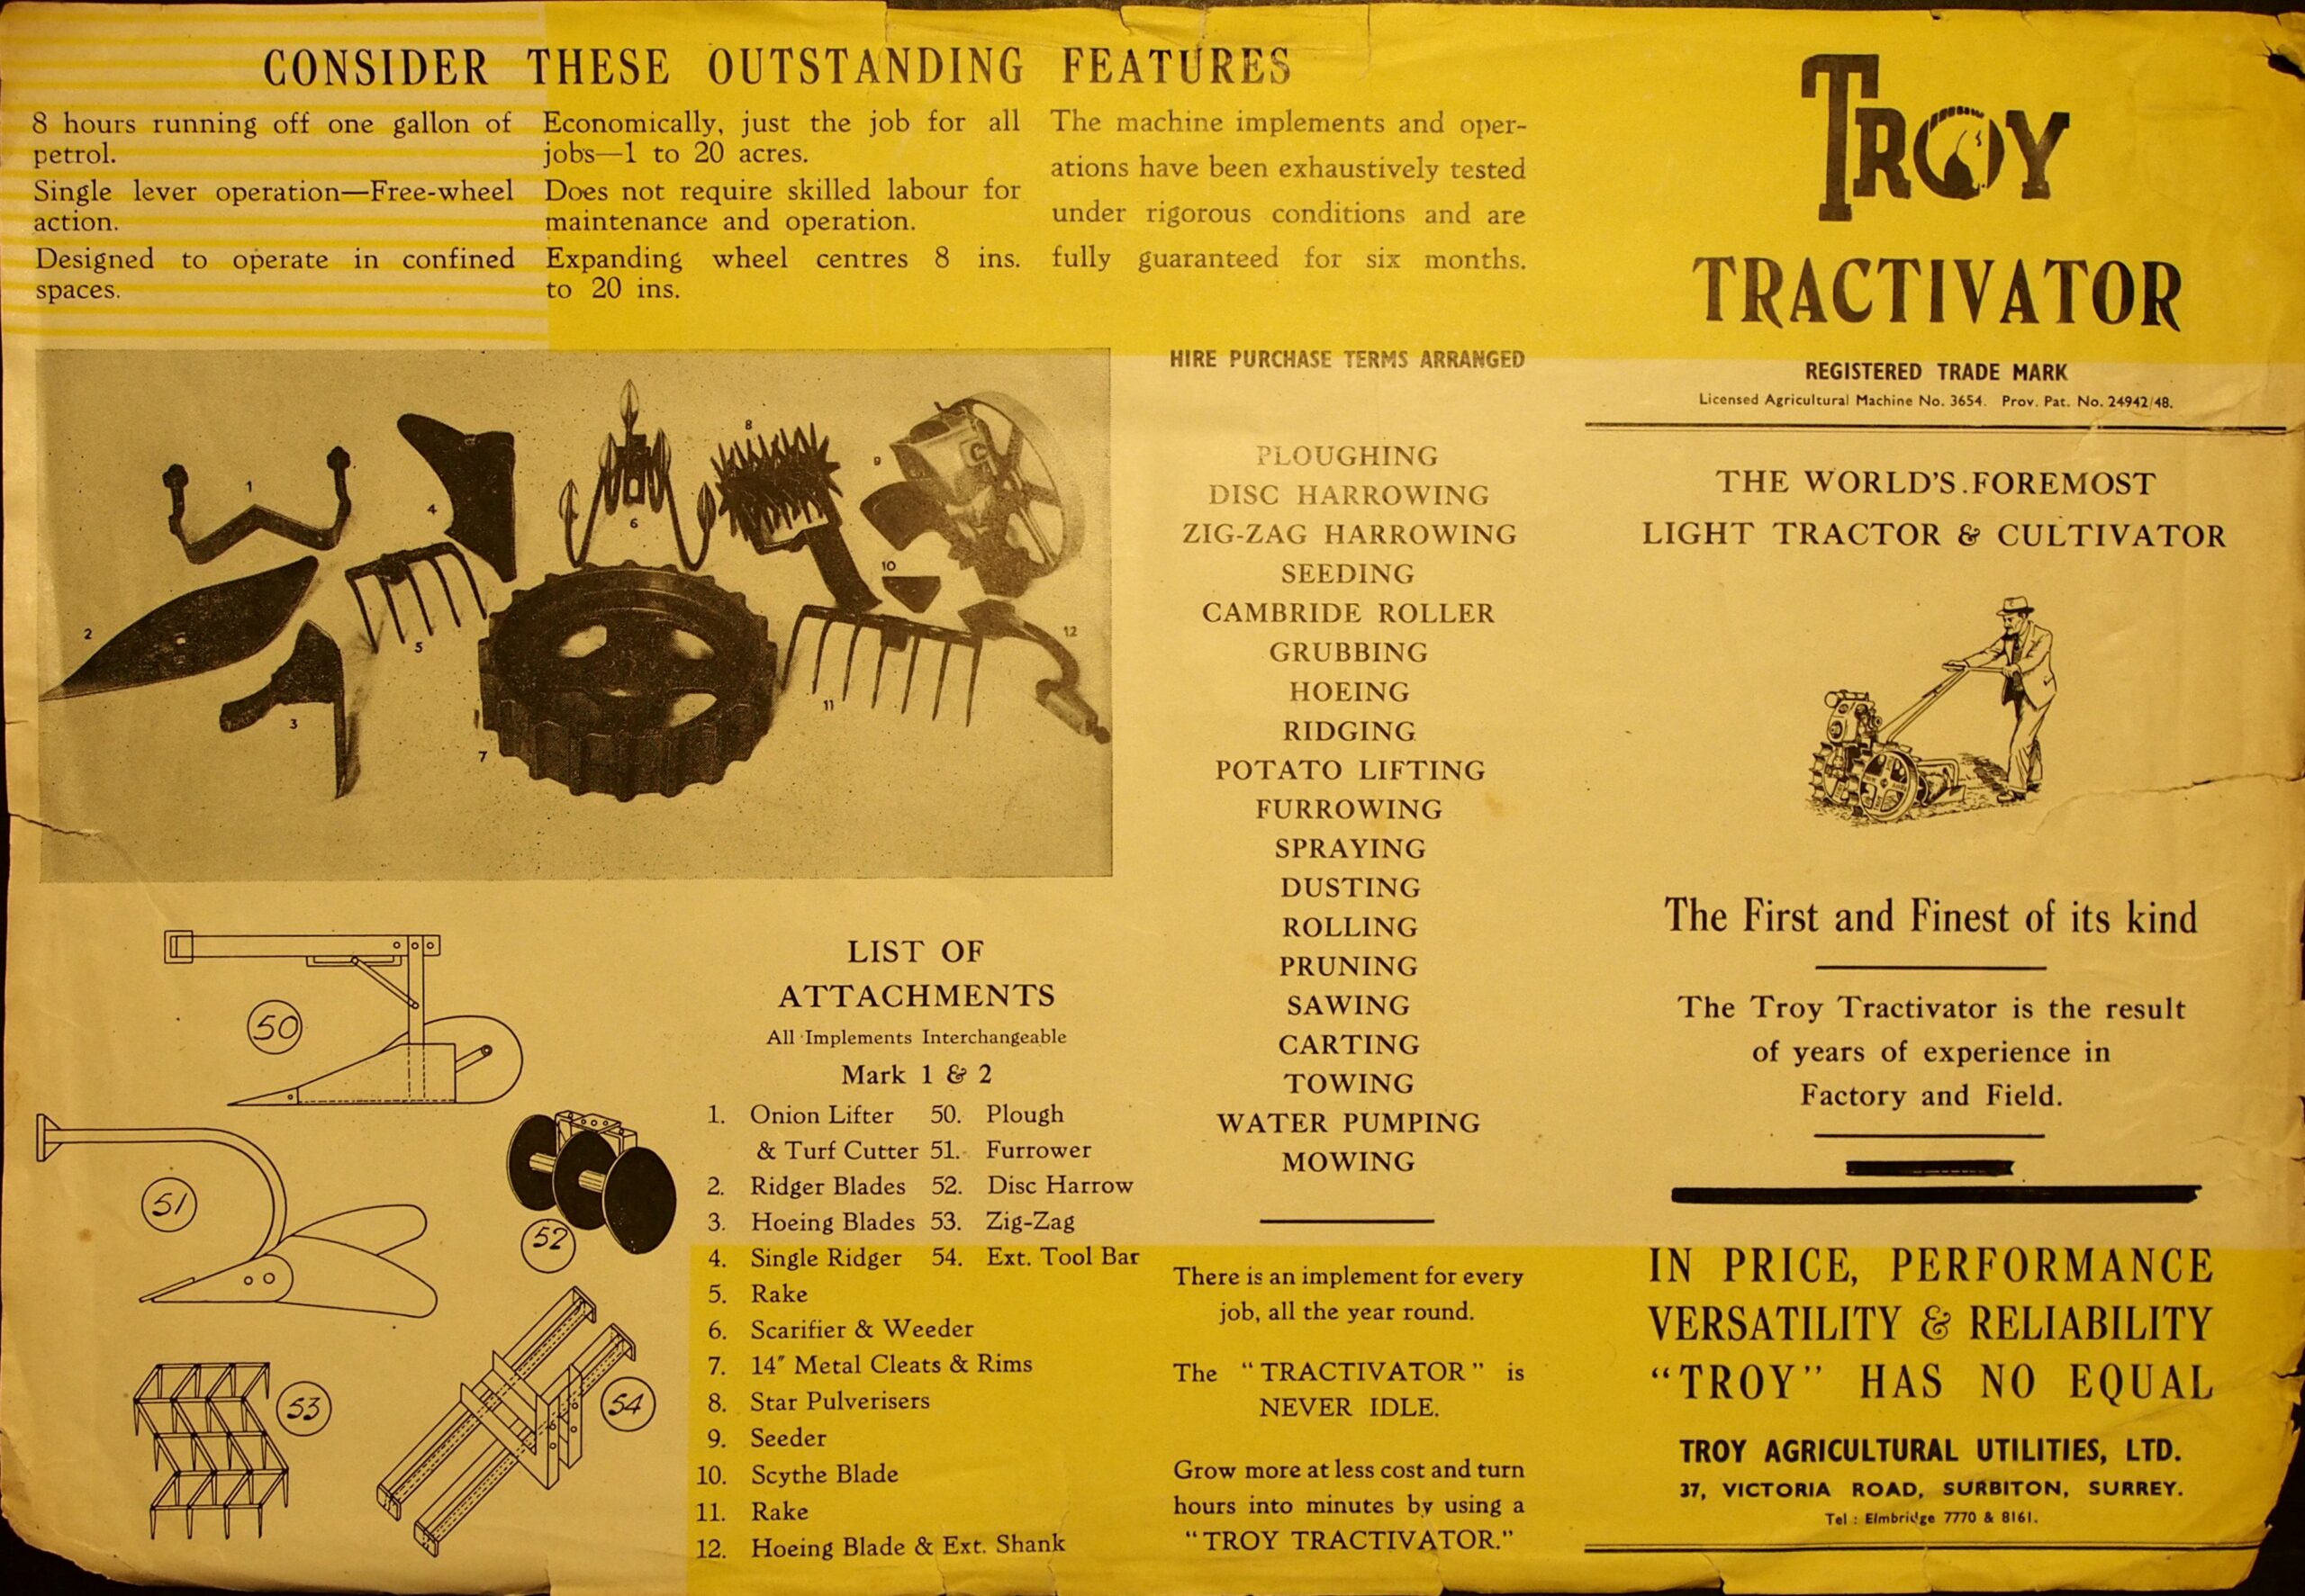 CONSIDER THESE OUTSTANDING FEATURES
8 hours running off one gallon of
petrol.
Single lever operation—Free-wheel
action.
Designed to operate in confined
spaces.
Economically, just the job for all
jobs—1 to 20 acres.
Does not require skilled labour for
maintenance and operation.
Expanding wheel centres 8 ins.
to 20 ins.
The machine implements and oper-
ations have been exhaustively tested
under rigorous conditions and are
fully guaranteed for six months.
1
2
3
4
5
6
7
8
9
10
11
12
50
51
52
53
54
LIST OF
ATTACHMENTS
All Implements Interchangeable
Mark 1 & 2
1. Onion Lifter 50. Plough
& Turf Cutter 51. Furrower
2. Ridger Blades 52. Disc Harrow
3. Hoeing Blades 53. Zig-Zag
4. Single Ridger 54. Ext. Tool Bar
5. Rake
6. Scarifier & Weeder
7. 14″ Metal Cleats & Rims
8. Star Pulverisers
9. Seeder
10. Scythe Blade
11. Rake
12. Hoeing Blade & Ext. Shank
HIRE PURCHASE TERMS ARRANGED
PLOUGHING
DISC HARROWING
ZIG-ZAG HARROWING
SEEDING
CAMBRIDE ROLLER
GRUBBING
HOEING
RIDGING
POTATO LIFTING
FURROWING
SPRAYING
DUSTING
ROLLING
PRUNING
SAWING
CARTING
TOWING
WATER PUMPING
MOWING
There is an implement for every
job, all the year round.
The “TRACTIVATOR” is
NEVER IDLE.
Grow more at less cost and turn
hours into minutes by using a
“TROY TRACTIVATOR.”
TROY
TRACTIVATOR
REGISTERED TRADE MARK
Licensed Agricultural Machine No. 3654. Prov. Pat. No. 24942/48.
THE WORLD'S FOREMOST
LIGHT TRACTOR & CULTIVATOR
The First and Finest of its kind
The Troy Tractivator is the result
of years of experience in
Factory and Field.
IN PRICE, PERFORMANCE
VERSATILITY & RELIABILITY
“TROY” HAS NO EQUAL
TROY AGRICULTURAL UTILITIES, LTD.
37, VICTORIA ROAD, SURBITON, SURREY.
Tel : Elmbridge 7770 & 8161.